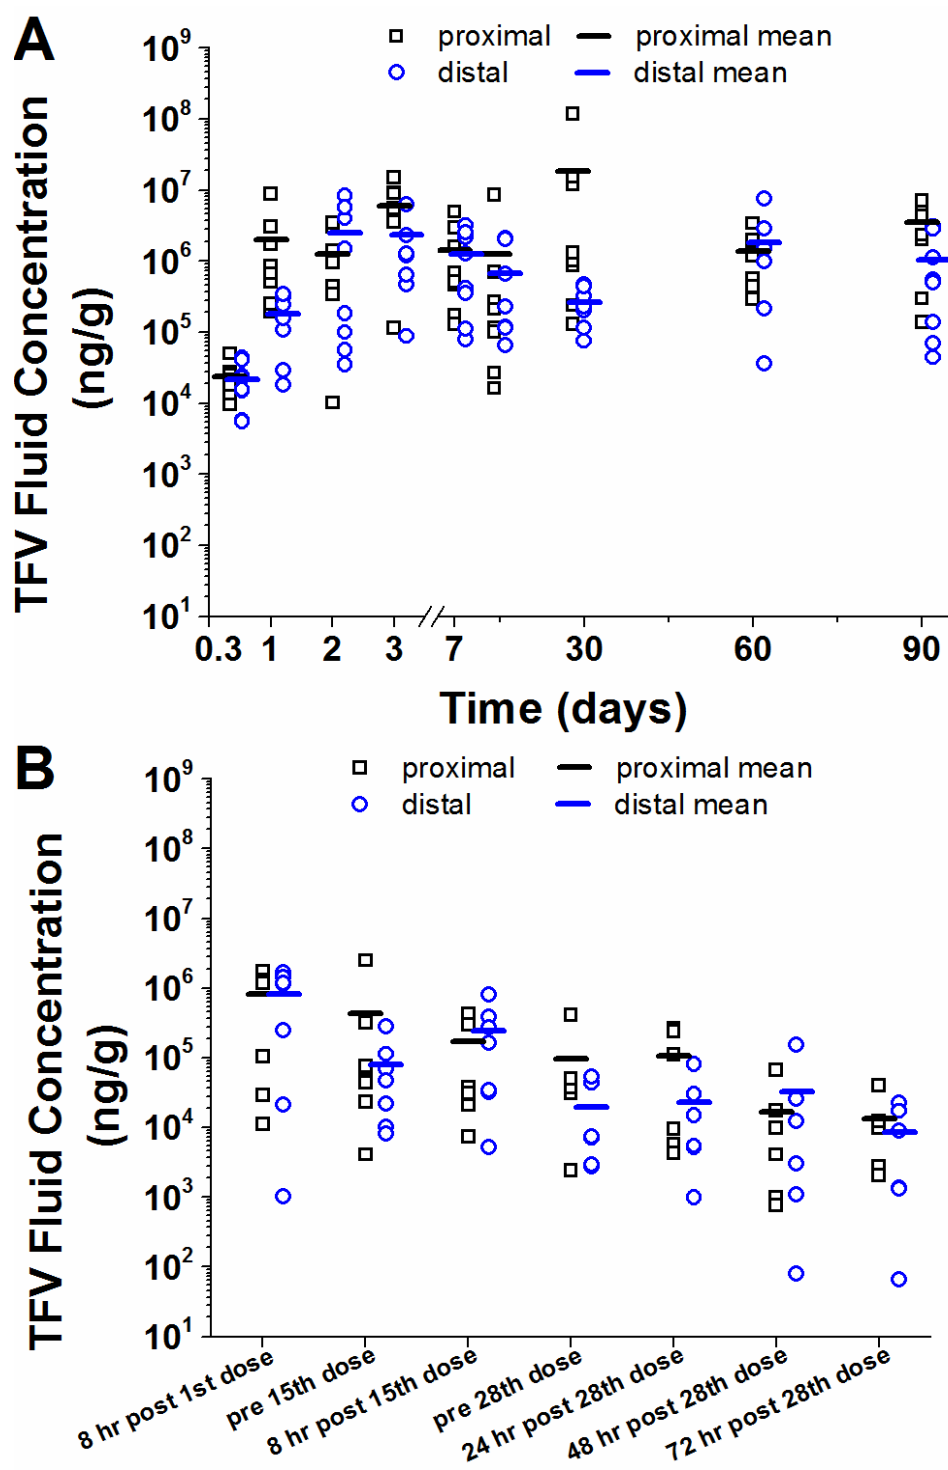 A
proximal
proximal mean
distal
distal mean
TFV Fluid Concentration
(ng/g)
10⁹
10⁸
10⁷
10⁶
10⁵
10⁴
10³
10²
10¹
0.3 1 2 3 7 30 60 90
Time (days)
B
proximal
proximal mean
distal
distal mean
TFV Fluid Concentration
(ng/g)
10⁹
10⁸
10⁷
10⁶
10⁵
10⁴
10³
10²
10¹
8 hr post 1st dose
pre 15th dose
8 hr post 15th dose
pre 28th dose
24 hr post 28th dose
48 hr post 28th dose
72 hr post 28th dose